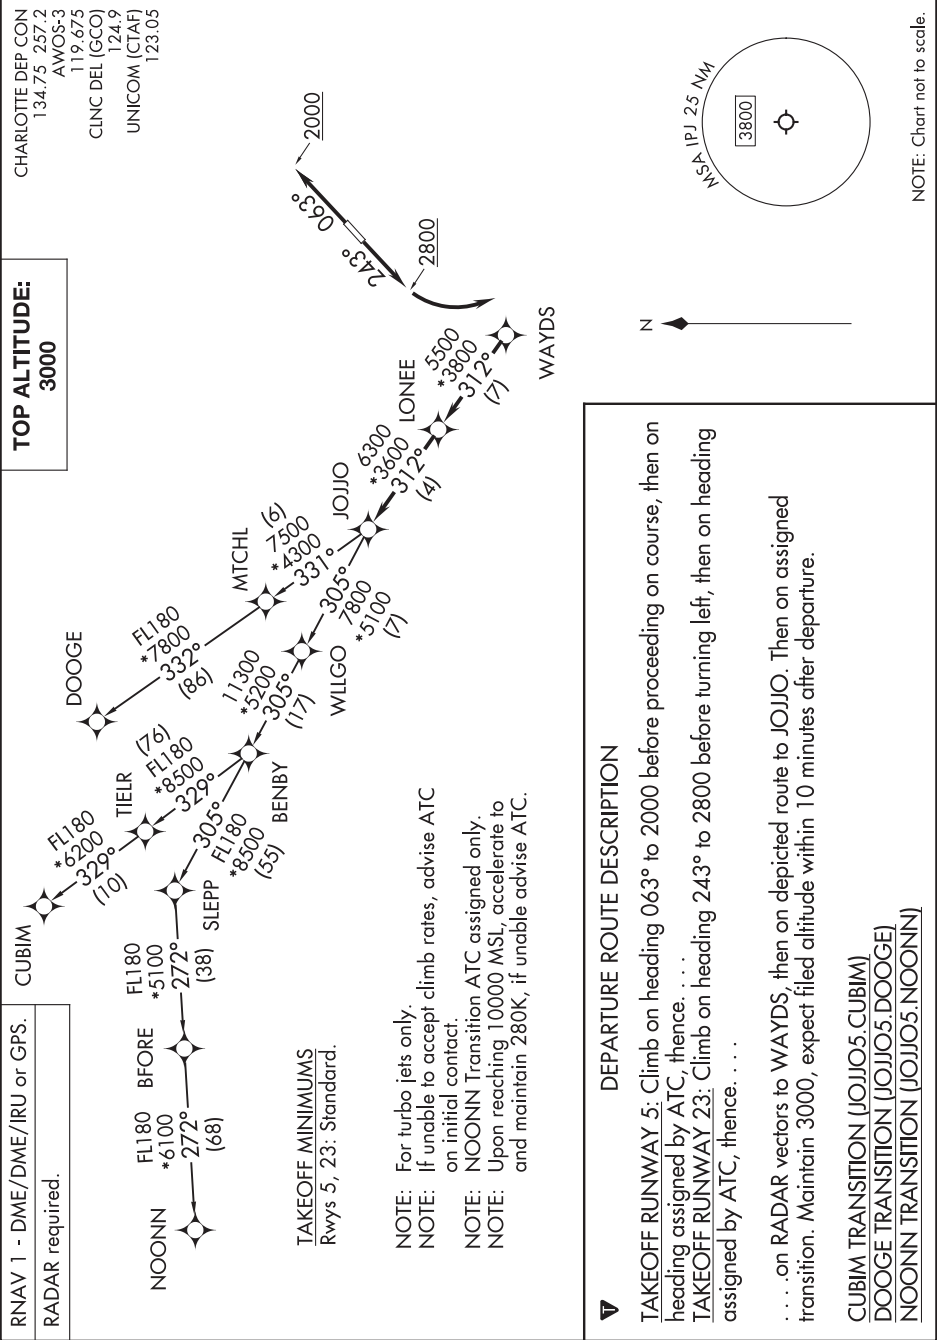 RNAV 1 - DME/DME/IRU or GPS.
RADAR required.
TOP ALTITUDE:
3000
CHARLOTTE DEP CON
134.75 257.2
AWOS-3
119.675
CLNC DEL (GCO)
124.9
UNICOM (CTAF)
123.05
CUBIM
FL180
*6200
329°
(10)
TIELR
(76)
FL180
*8500
329°
DOOGE
FL180
*7800
332°
(86)
MTCHL
(6)
7500
*4300
331°
JOJJO
6300
*3600
312°
(4)
LONEE
5500
*3800
312°
(7)
WAYDS
063°
2000
243°
2800
NOONN
FL180
*6100
272°
(68)
BFORE
FL180
*5100
272°
(38)
SLEPP
305°
FL180
*8500
(55)
BENBY
11300
*5200
305°
(17)
WLLGO
305°
7800
*5100
(7)
TAKEOFF MINIMUMS
Rwys 5, 23: Standard.
NOTE: For turbo jets only.
NOTE: If unable to accept climb rates, advise ATC
on initial contact.
NOTE: NOONN Transition ATC assigned only.
NOTE: Upon reaching 10000 MSL, accelerate to
and maintain 280K, if unable advise ATC.
N
MSA IPJ 25 NM
3800
NOTE: Chart not to scale.
T
DEPARTURE ROUTE DESCRIPTION
TAKEOFF RUNWAY 5: Climb on heading 063° to 2000 before proceeding on course, then on
heading assigned by ATC, thence. . . .
TAKEOFF RUNWAY 23: Climb on heading 243° to 2800 before turning left, then on heading
assigned by ATC, thence. . . .
. . . .on RADAR vectors to WAYDS, then on depicted route to JOJJO. Then on assigned
transition. Maintain 3000, expect filed altitude within 10 minutes after departure.
CUBIM TRANSITION (JOJJO5.CUBIM)
DOOGE TRANSITION (JOJJO5.DOOGE)
NOONN TRANSITION (JOJJO5.NOONN)